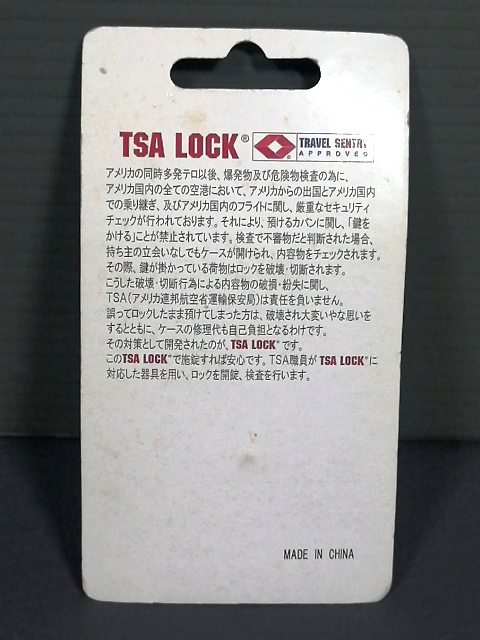 TSA LOCK® TRAVEL SENTRY
APPROVED
アメリカの同時多発テロ以後、爆発物及び危険物検査の為に、
アメリカ国内の全ての空港において、アメリカからの出国とアメリカ国内
での乗り継ぎ、及びアメリカ国内のフライトに関し、厳重なセキュリティ
チェックが行われております。それにより、預けるカバンに関し、「鍵を
かける」ことが禁止されています。検査で不審物だと判断された場合、
持ち主の立会いなしでもケースが開けられ、内容物をチェックされます。
その際、鍵が掛かっている荷物はロックを破壊・切断されます。
こうした破壊・切断行為による内容物の破損・紛失に関し、
TSA（アメリカ連邦航空省運輸保安局）は責任を負いません。
誤ってロックしたまま預けてしまった方は、破壊され大変いやな思いを
するとともに、ケースの修理代も自己負担となるわけです。
その対策として開発されたのが、TSA LOCK®です。
このTSA LOCK®で施錠すれば安心です。TSA職員が TSA LOCK®に
対応した器具を用い、ロックを開錠、検査を行います。
MADE IN CHINA